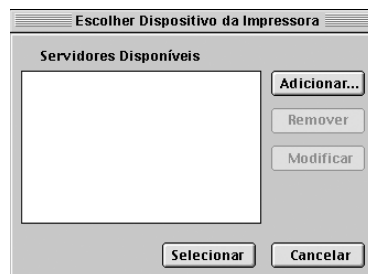 Escolher Dispositivo da Impressora
Servidores Disponíveis
Adicionar...
Remover
Modificar
Selecionar
Cancelar